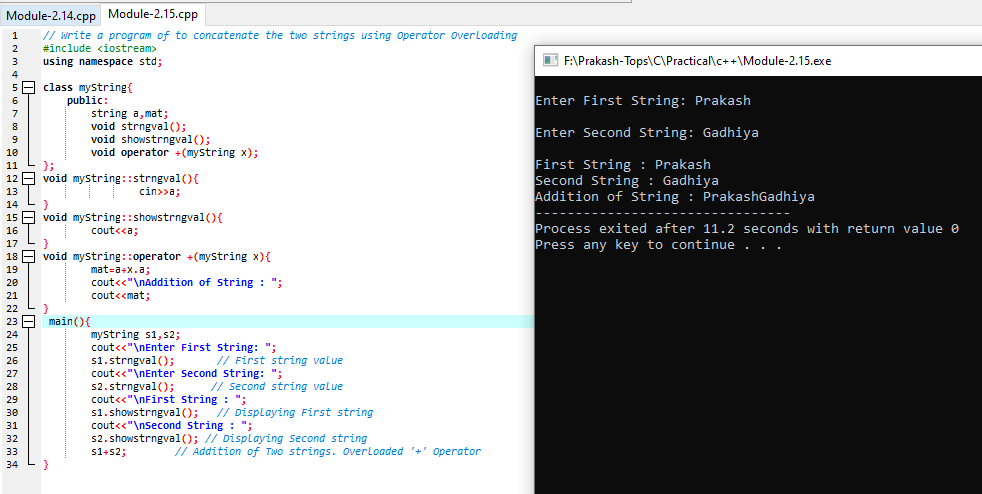 Module-2.14.cpp Module-2.15.cpp
1 // Write a program of to concatenate the two strings using Operator Overloading
2 #include <iostream>
3 using namespace std;
4
5 class myString{
6 public:
7 string a,mat;
8 void strngval();
9 void showstrngval();
10 void operator +(myString x);
11 };
12 void myString::strngval(){
13 cin>>a;
14 }
15 void myString::showstrngval(){
16 cout<<a;
17 }
18 void myString::operator +(myString x){
19 mat=a+x.a;
20 cout<<"\nAddition of String : ";
21 cout<<mat;
22 }
23 main(){
24 myString s1,s2;
25 cout<<"\nEnter First String: ";
26 s1.strngval(); // First string value
27 cout<<"\nEnter Second String: ";
28 s2.strngval(); // Second string value
29 cout<<"\nFirst String : ";
30 s1.showstrngval(); // Displaying First string
31 cout<<"\nSecond String : ";
32 s2.showstrngval(); // Displaying Second string
33 s1+s2; // Addition of Two strings. Overloaded '+' Operator
34 }
F:\Prakash-Tops\C\Practical\c++\Module-2.15.exe
Enter First String: Prakash
Enter Second String: Gadhiya
First String : Prakash
Second String : Gadhiya
Addition of String : PrakashGadhiya
--------------------------------
Process exited after 11.2 seconds with return value 0
Press any key to continue . . .